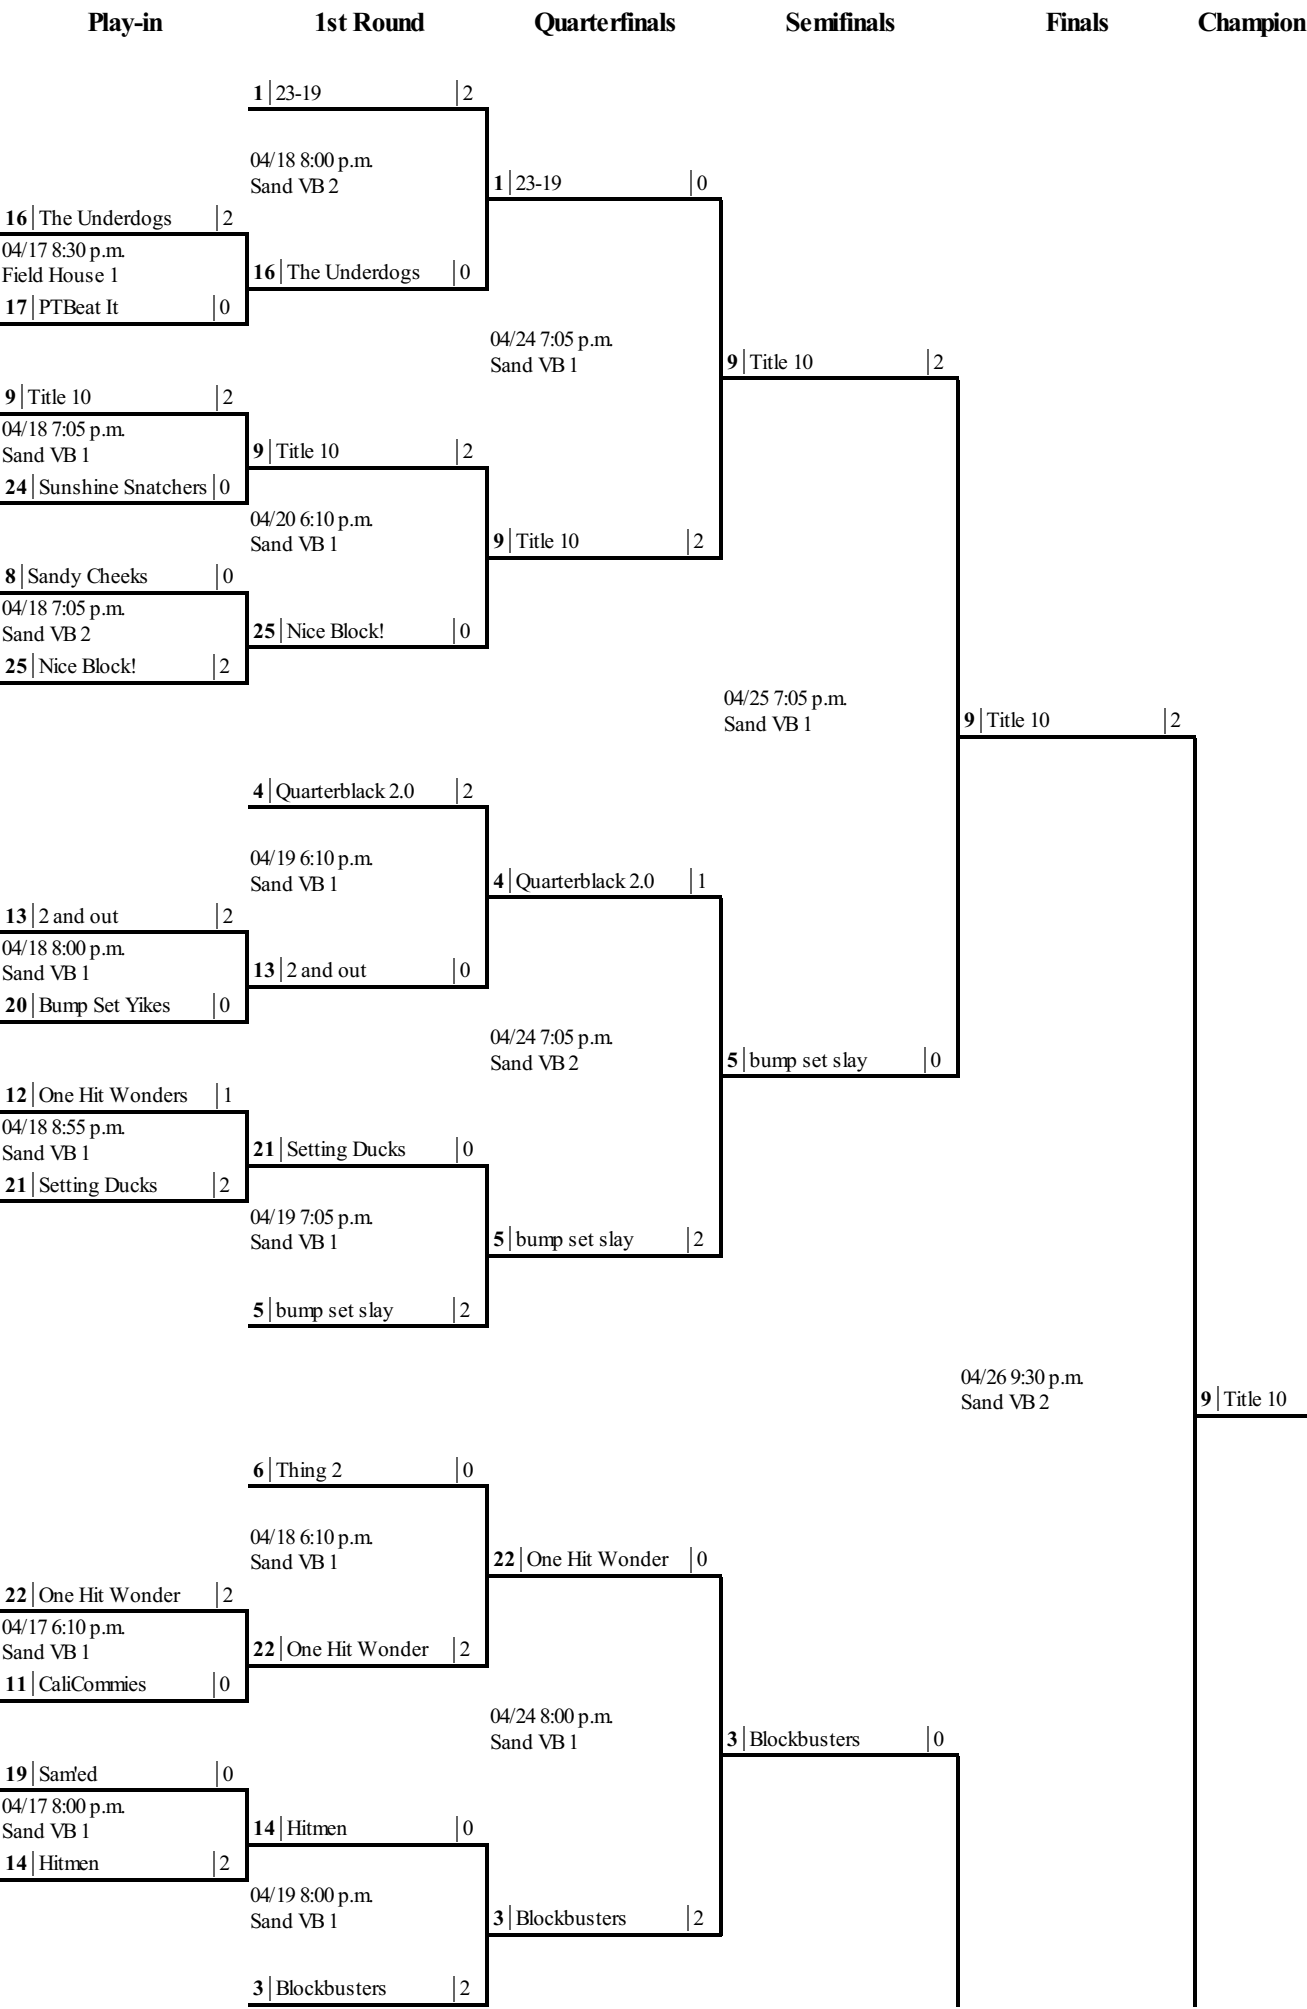 Play-in 1st Round Quarterfinals Semifinals Finals Champion
1 23-19 2
04/18 8:00 p.m.
Sand VB 2
1 23-19 0
16 The Underdogs 2
04/17 8:30 p.m.
Field House 1
16 The Underdogs 0
17 PTBeat It 0
04/24 7:05 p.m.
Sand VB 1
9 Title 10 2
9 Title 10 2
04/18 7:05 p.m.
Sand VB 1
9 Title 10 2
24 Sunshine Snatchers 0
04/20 6:10 p.m.
Sand VB 1
9 Title 10 2
8 Sandy Cheeks 0
04/18 7:05 p.m.
Sand VB 2
25 Nice Block! 0
25 Nice Block! 2
04/25 7:05 p.m.
Sand VB 1
9 Title 10 2
4 Quarterblack 2.0 2
04/19 6:10 p.m.
Sand VB 1
4 Quarterblack 2.0 1
13 2 and out 2
04/18 8:00 p.m.
Sand VB 1
13 2 and out 0
20 Bump Set Yikes 0
04/24 7:05 p.m.
Sand VB 2
5 bump set slay 0
12 One Hit Wonders 1
04/18 8:55 p.m.
Sand VB 1
21 Setting Ducks 0
21 Setting Ducks 2
04/19 7:05 p.m.
Sand VB 1
5 bump set slay 2
5 bump set slay 2
04/26 9:30 p.m.
Sand VB 2
9 Title 10
6 Thing 2 0
04/18 6:10 p.m.
Sand VB 1
22 One Hit Wonder 0
22 One Hit Wonder 2
04/17 6:10 p.m.
Sand VB 1
22 One Hit Wonder 2
11 CaliCommies 0
04/24 8:00 p.m.
Sand VB 1
3 Blockbusters 0
19 Sam'ed 0
04/17 8:00 p.m.
Sand VB 1
14 Hitmen 0
14 Hitmen 2
04/19 8:00 p.m.
Sand VB 1
3 Blockbusters 2
3 Blockbusters 2